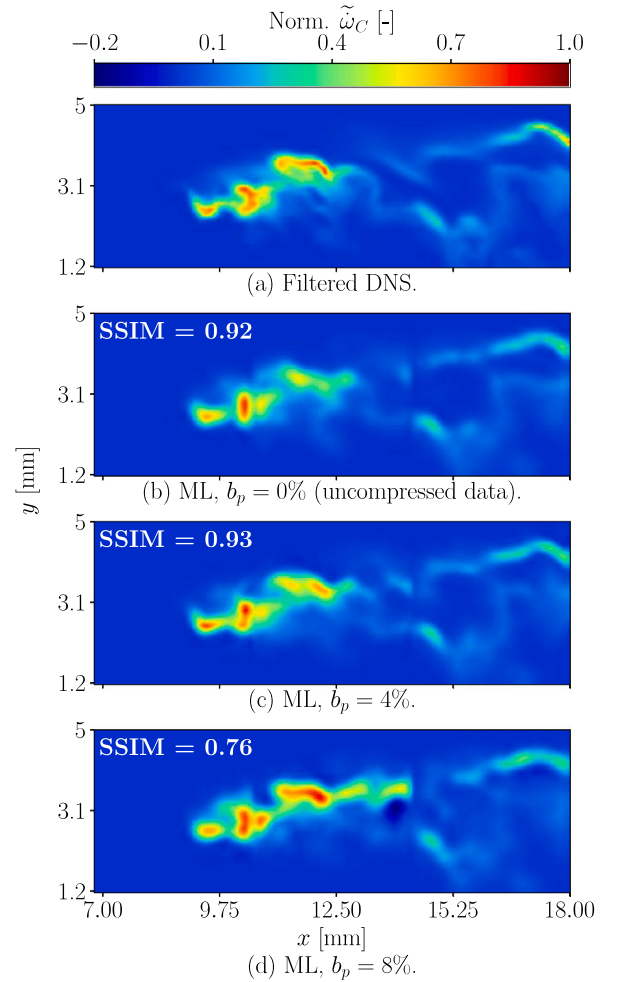 Norm. $\widetilde{\dot{\omega}}_C$ [-]
−0.2 0.1 0.4 0.7 1.0
5
3.1
1.2
(a) Filtered DNS.
5
SSIM = 0.92
3.1
1.2
(b) ML, $b_p$ = 0% (uncompressed data).
y [mm]
5
SSIM = 0.93
3.1
1.2
(c) ML, $b_p$ = 4%.
5
SSIM = 0.76
3.1
1.2
7.00 9.75 12.50 15.25 18.00
x [mm]
(d) ML, $b_p$ = 8%.